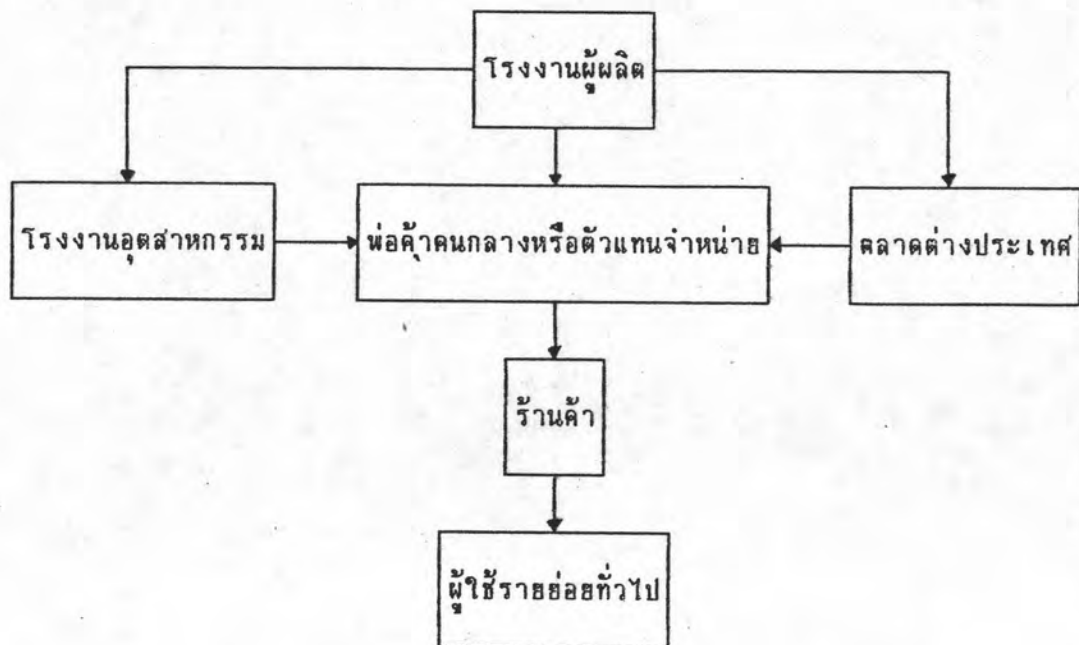 โรงงานผู้ผลิต
โรงงานอุตสาหกรรม
พ่อค้าคนกลางหรือตัวแทนจำหน่าย
ตลาดต่างประเทศ
ร้านค้า
ผู้ใช้รายย่อยทั่วไป